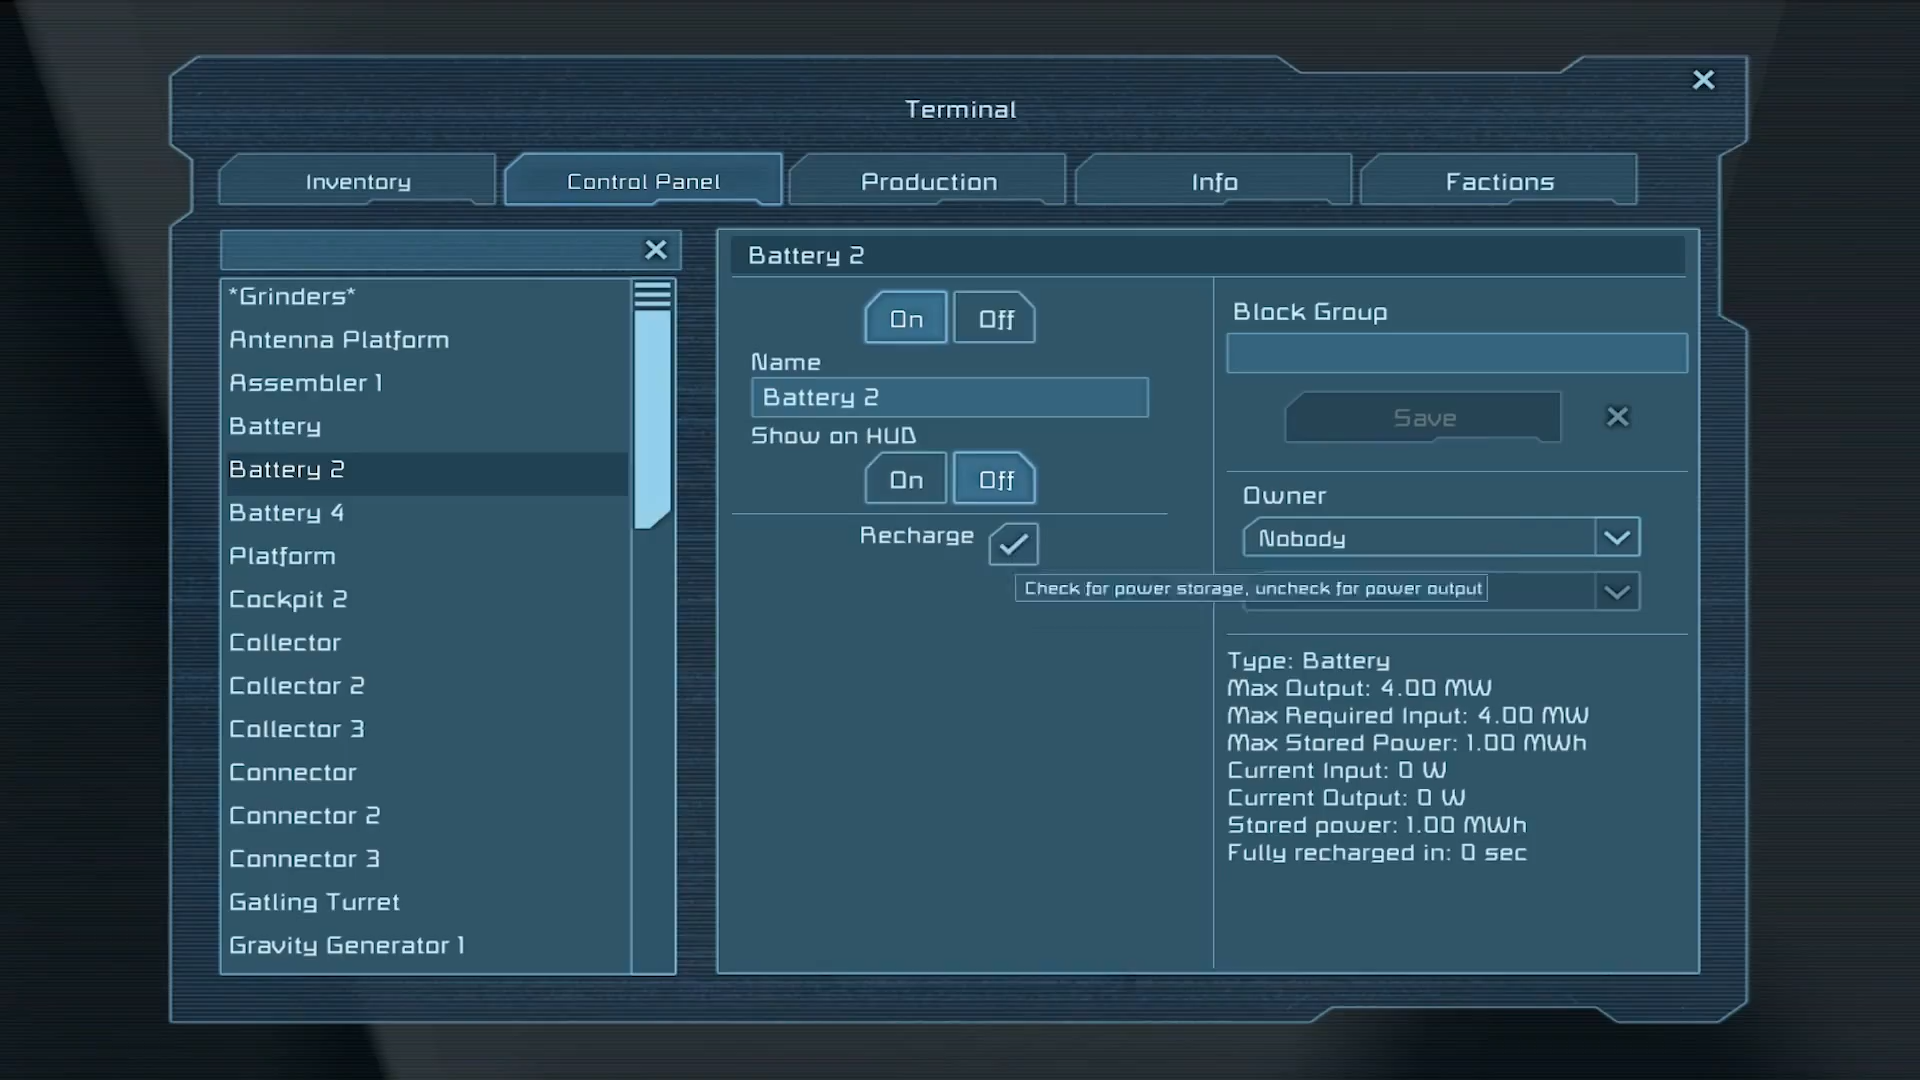 Terminal
Inventory
Control Panel
Production
Info
Factions
*Grinders*
Antenna Platform
Assembler 1
Battery
Battery 2
Battery 4
Platform
Cockpit 2
Collector
Collector 2
Collector 3
Connector
Connector 2
Connector 3
Gatling Turret
Gravity Generator 1
Battery 2
On
Off
Name
Battery 2
Show on HUD
On
Off
Recharge
Check for power storage, uncheck for power output
Block Group
Save
Owner
Nobody
Type: Battery
Max Output: 4.00 MW
Max Required Input: 4.00 MW
Max Stored Power: 1.00 MWh
Current Input: 0 W
Current Output: 0 W
Stored power: 1.00 MWh
Fully recharged in: 0 sec